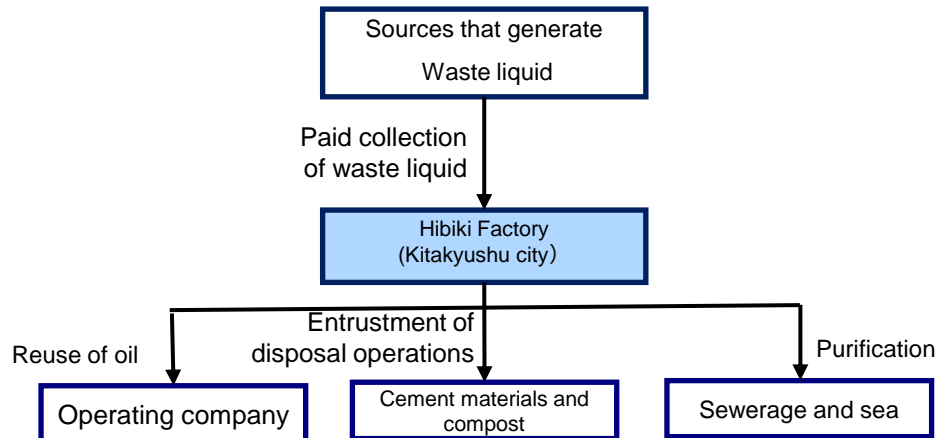 Sources that generate
Waste liquid
Paid collection
of waste liquid
Hibiki Factory
(Kitakyushu city）
Reuse of oil
Entrustment of
disposal operations
Purification
Operating company
Cement materials and
compost
Sewerage and sea